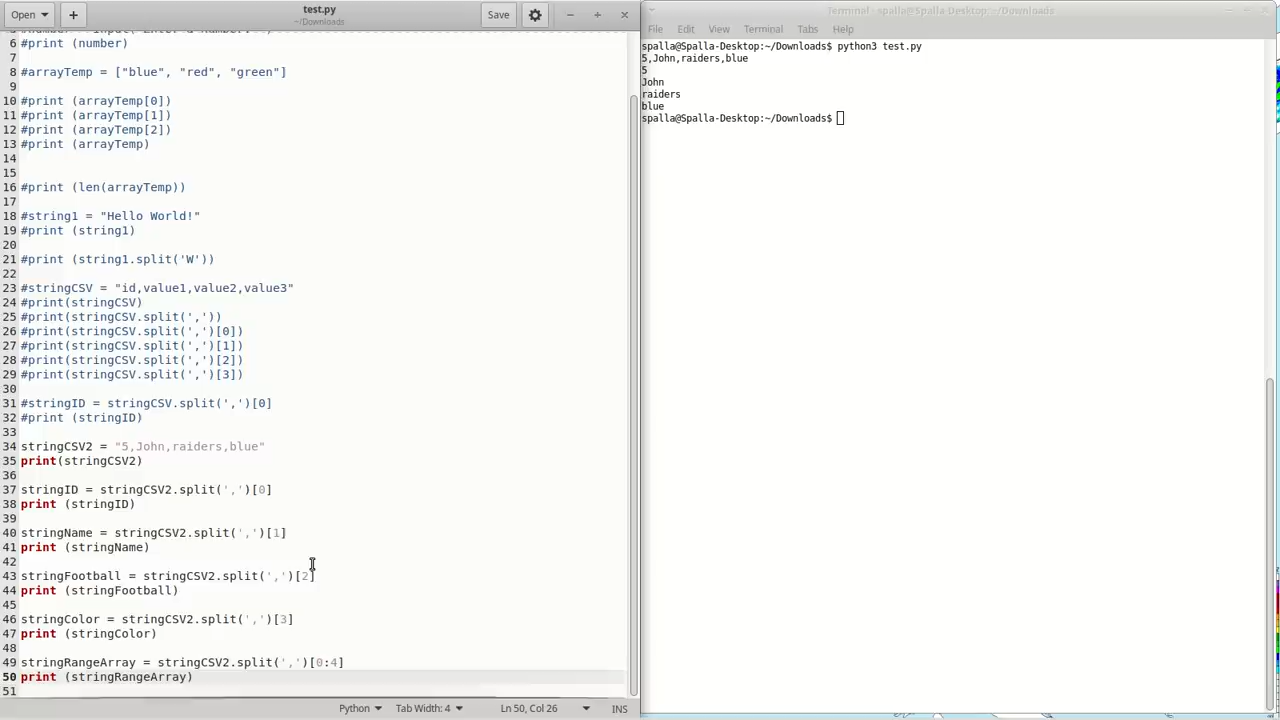 Open
test.py
~/Downloads
Save
6 #print (number)
7
8 #arrayTemp = ["blue", "red", "green"]
9
10 #print (arrayTemp[0])
11 #print (arrayTemp[1])
12 #print (arrayTemp[2])
13 #print (arrayTemp)
14
15
16 #print (len(arrayTemp))
17
18 #string1 = "Hello World!"
19 #print (string1)
20
21 #print (string1.split('W'))
22
23 #stringCSV = "id,value1,value2,value3"
24 #print(stringCSV)
25 #print(stringCSV.split(','))
26 #print(stringCSV.split(',')[0])
27 #print(stringCSV.split(',')[1])
28 #print(stringCSV.split(',')[2])
29 #print(stringCSV.split(',')[3])
30
31 #stringID = stringCSV.split(',')[0]
32 #print (stringID)
33
34 stringCSV2 = "5,John,raiders,blue"
35 print(stringCSV2)
36
37 stringID = stringCSV2.split(',')[0]
38 print (stringID)
39
40 stringName = stringCSV2.split(',')[1]
41 print (stringName)
42
43 stringFootball = stringCSV2.split(',')[2]
44 print (stringFootball)
45
46 stringColor = stringCSV2.split(',')[3]
47 print (stringColor)
48
49 stringRangeArray = stringCSV2.split(',')[0:4]
50 print (stringRangeArray)
51
Python Tab Width: 4 Ln 50, Col 26 INS
Terminal - spalla@Spalla-Desktop:~/Downloads
File Edit View Terminal Tabs Help
spalla@Spalla-Desktop:~/Downloads$ python3 test.py
5,John,raiders,blue
5
John
raiders
blue
spalla@Spalla-Desktop:~/Downloads$